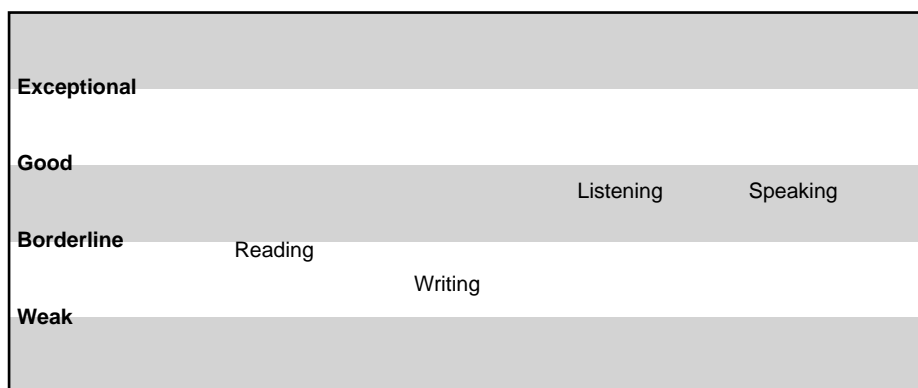 Exceptional
Good
Listening Speaking
Borderline
Reading
Writing
Weak